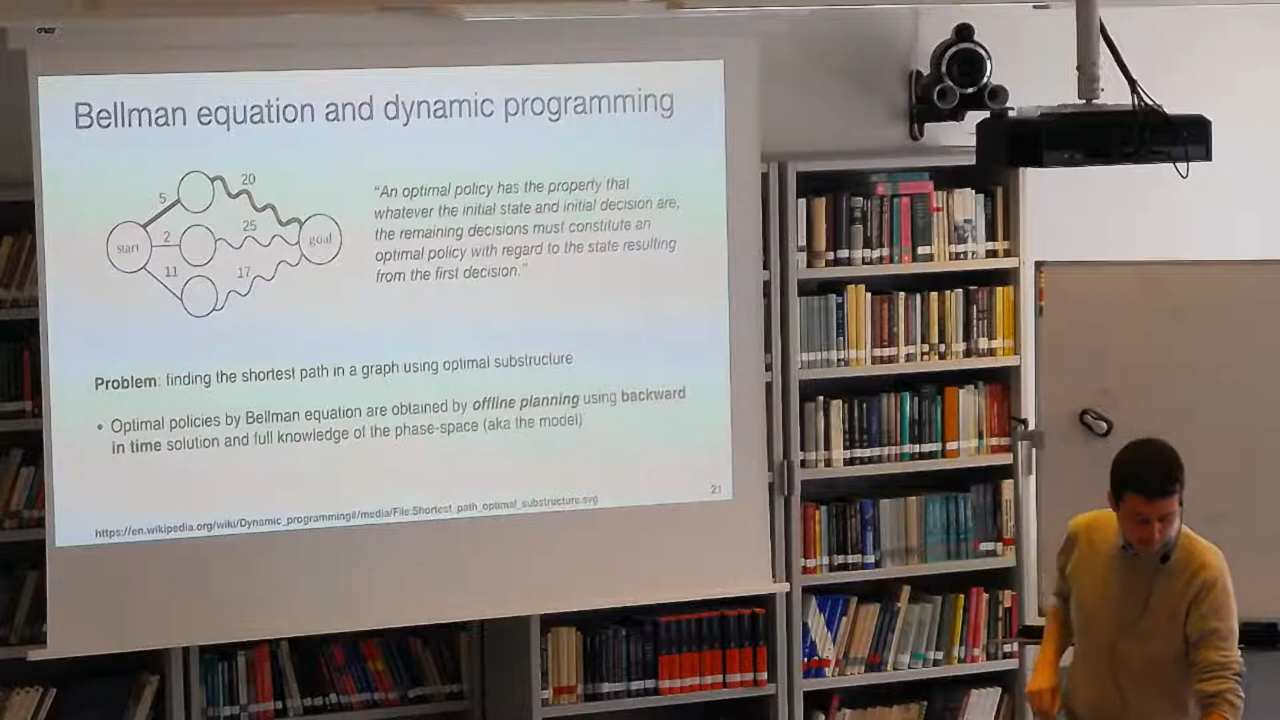 Bellman equation and dynamic programming
5
20
start
2
25
goal
11
17
"An optimal policy has the property that
whatever the initial state and initial decision are,
the remaining decisions must constitute an
optimal policy with regard to the state resulting
from the first decision."
Problem: finding the shortest path in a graph using optimal substructure
• Optimal policies by Bellman equation are obtained by offline planning using backward
in time solution and full knowledge of the phase-space (aka the model)
21
https://en.wikipedia.org/wiki/Dynamic_programming#/media/File:Shortest_path_optimal_substructure.svg